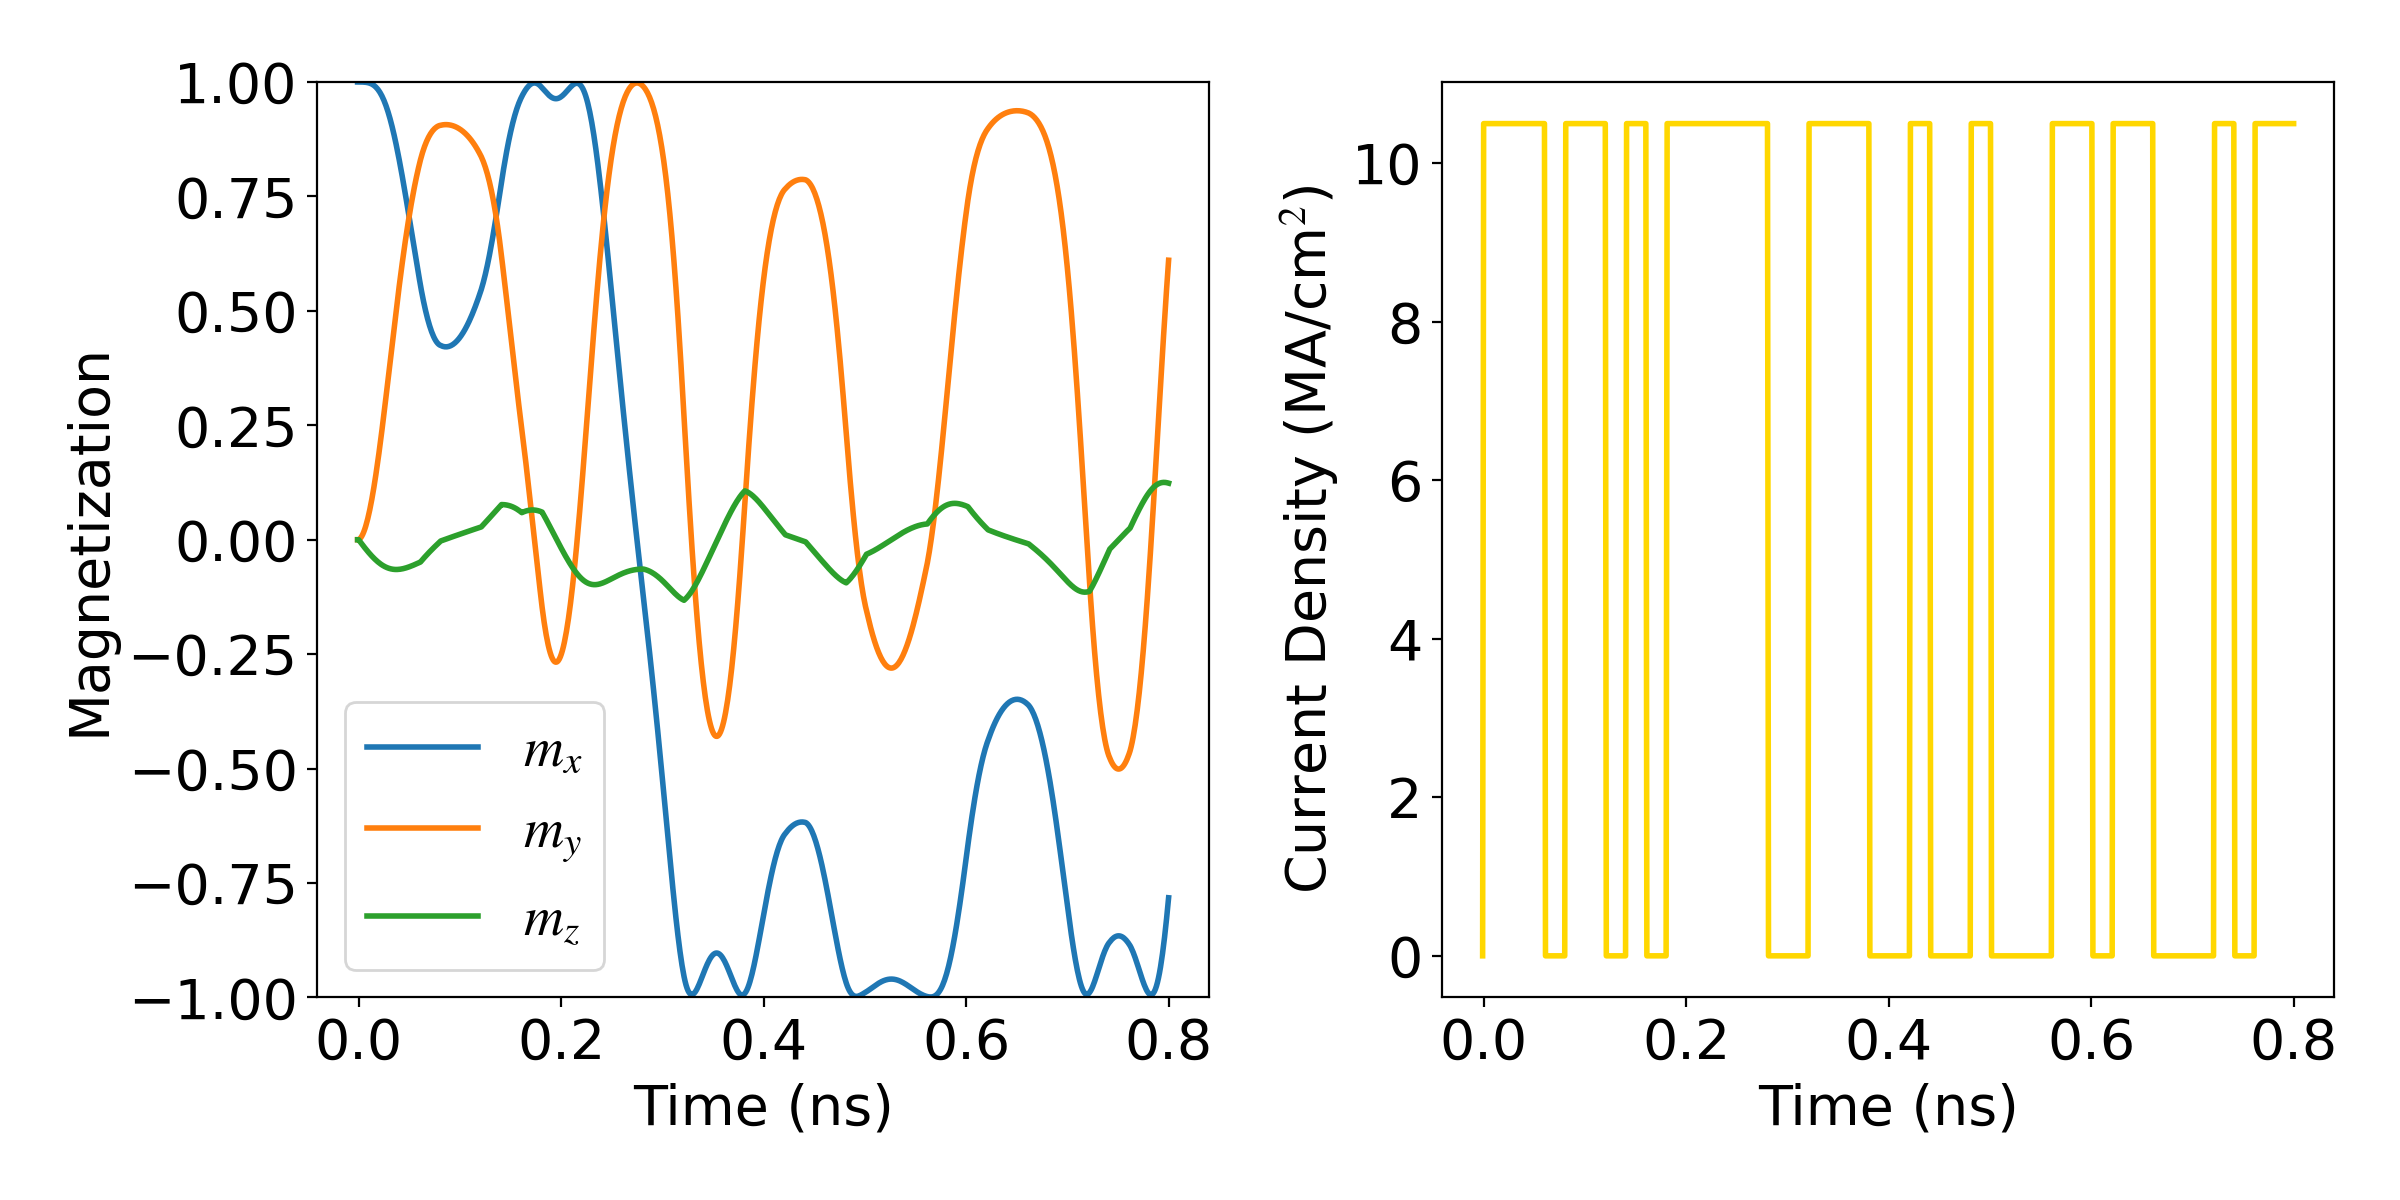 1.00
0.75
0.50
0.25
0.00
−0.25
−0.50
−0.75
−1.00
Magnetization
m_x
m_y
m_z
0.0 0.2 0.4 0.6 0.8
Time (ns)
10
8
6
4
2
0
Current Density (MA/cm²)
0.0 0.2 0.4 0.6 0.8
Time (ns)